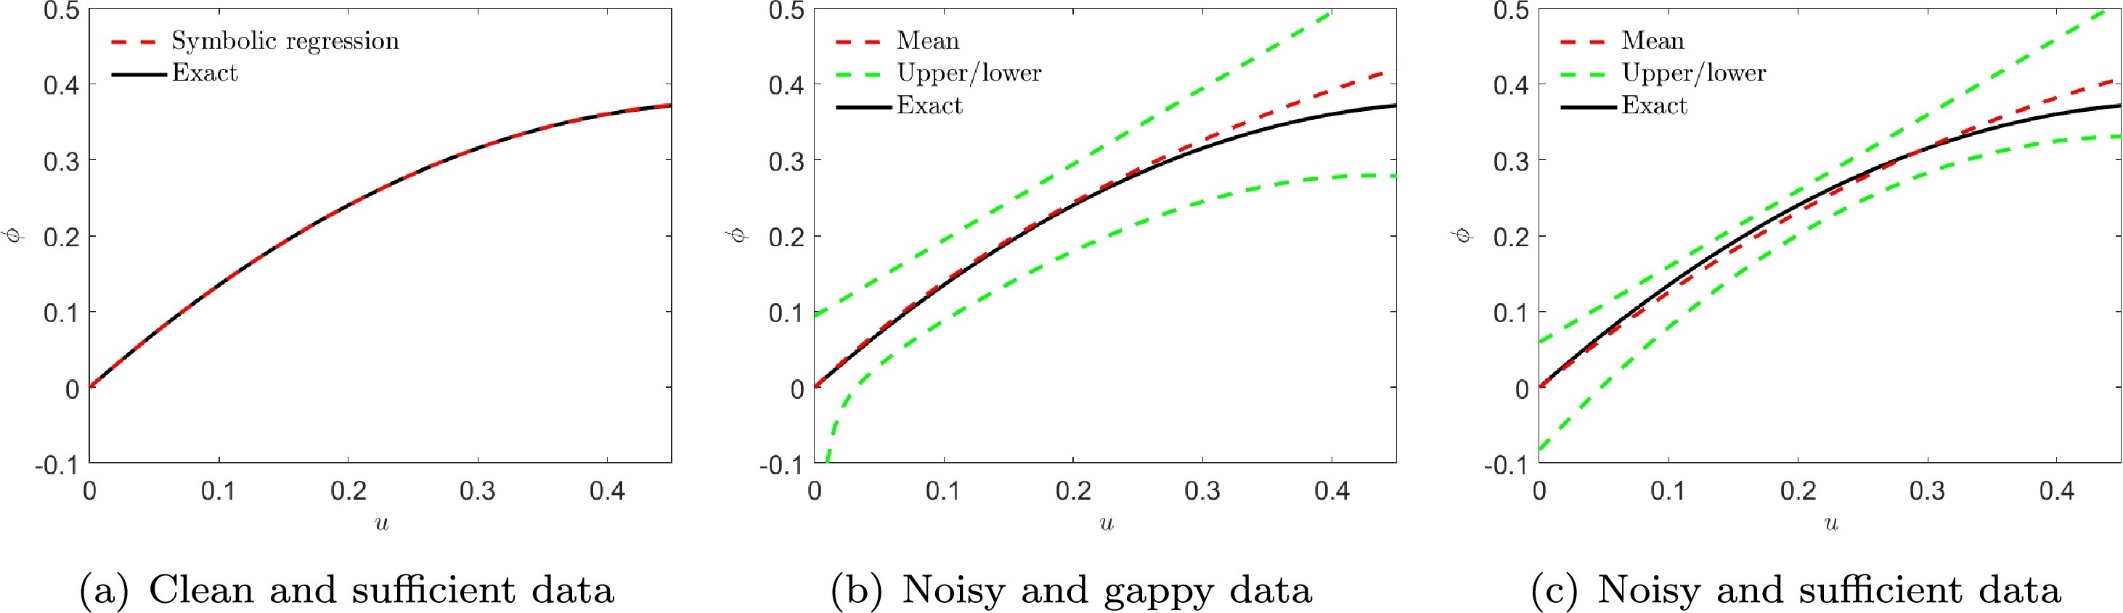 0.5
0.4
0.3
0.2
0.1
0
-0.1
ϕ
Symbolic regression
Exact
0 0.1 0.2 0.3 0.4
u
(a) Clean and sufficient data
0.5
0.4
0.3
0.2
0.1
0
-0.1
ϕ
Mean
Upper/lower
Exact
0 0.1 0.2 0.3 0.4
u
(b) Noisy and gappy data
0.5
0.4
0.3
0.2
0.1
0
-0.1
ϕ
Mean
Upper/lower
Exact
0 0.1 0.2 0.3 0.4
u
(c) Noisy and sufficient data